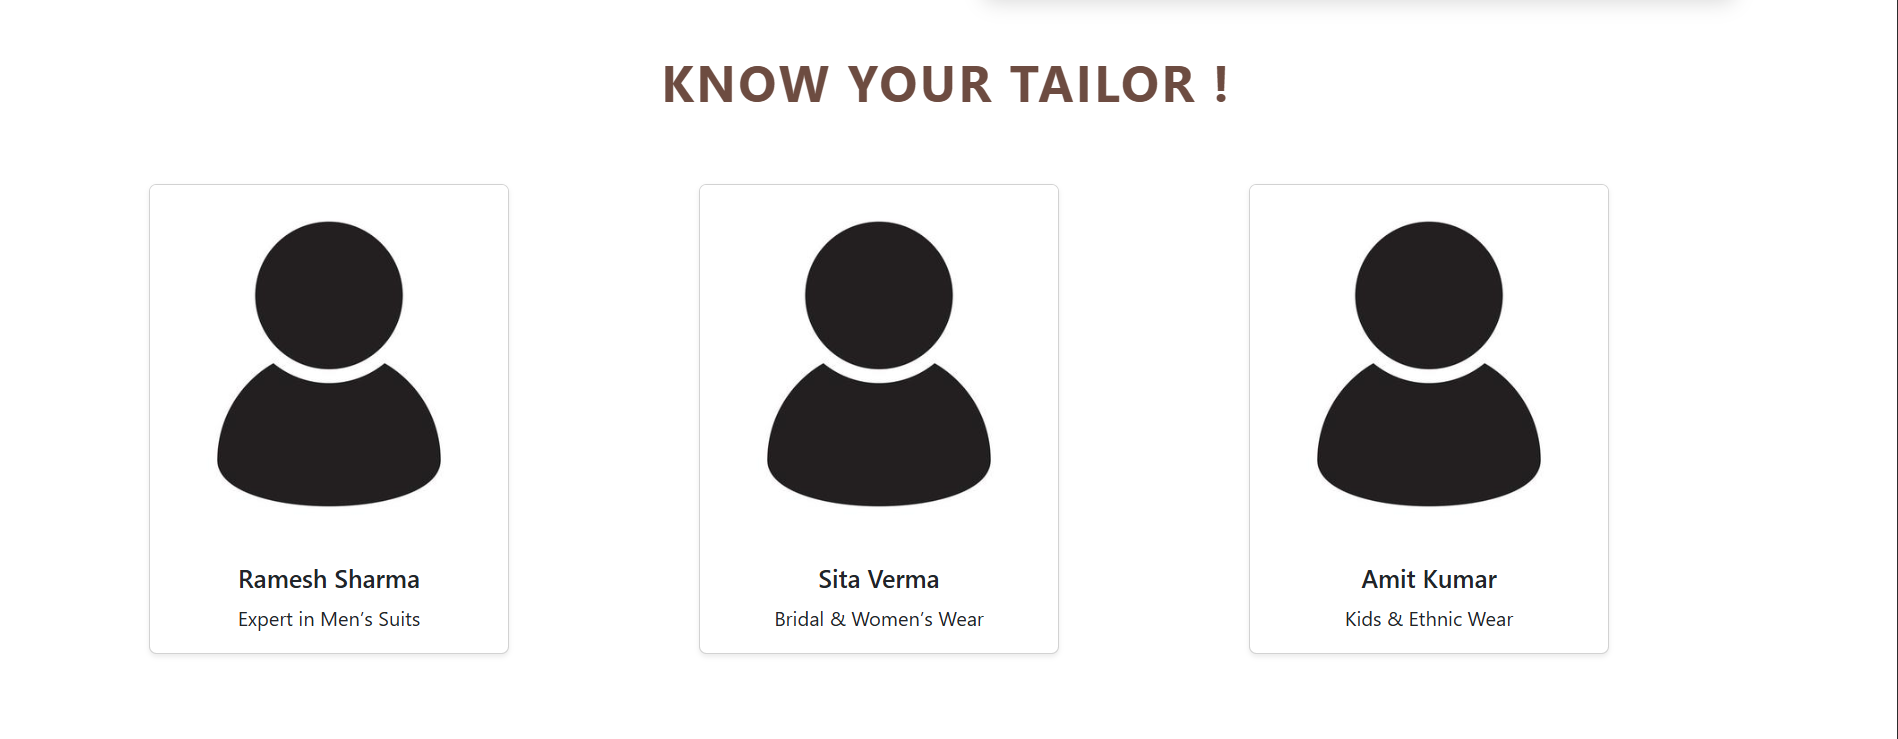 KNOW YOUR TAILOR !
Ramesh Sharma
Expert in Men’s Suits
Sita Verma
Bridal & Women’s Wear
Amit Kumar
Kids & Ethnic Wear